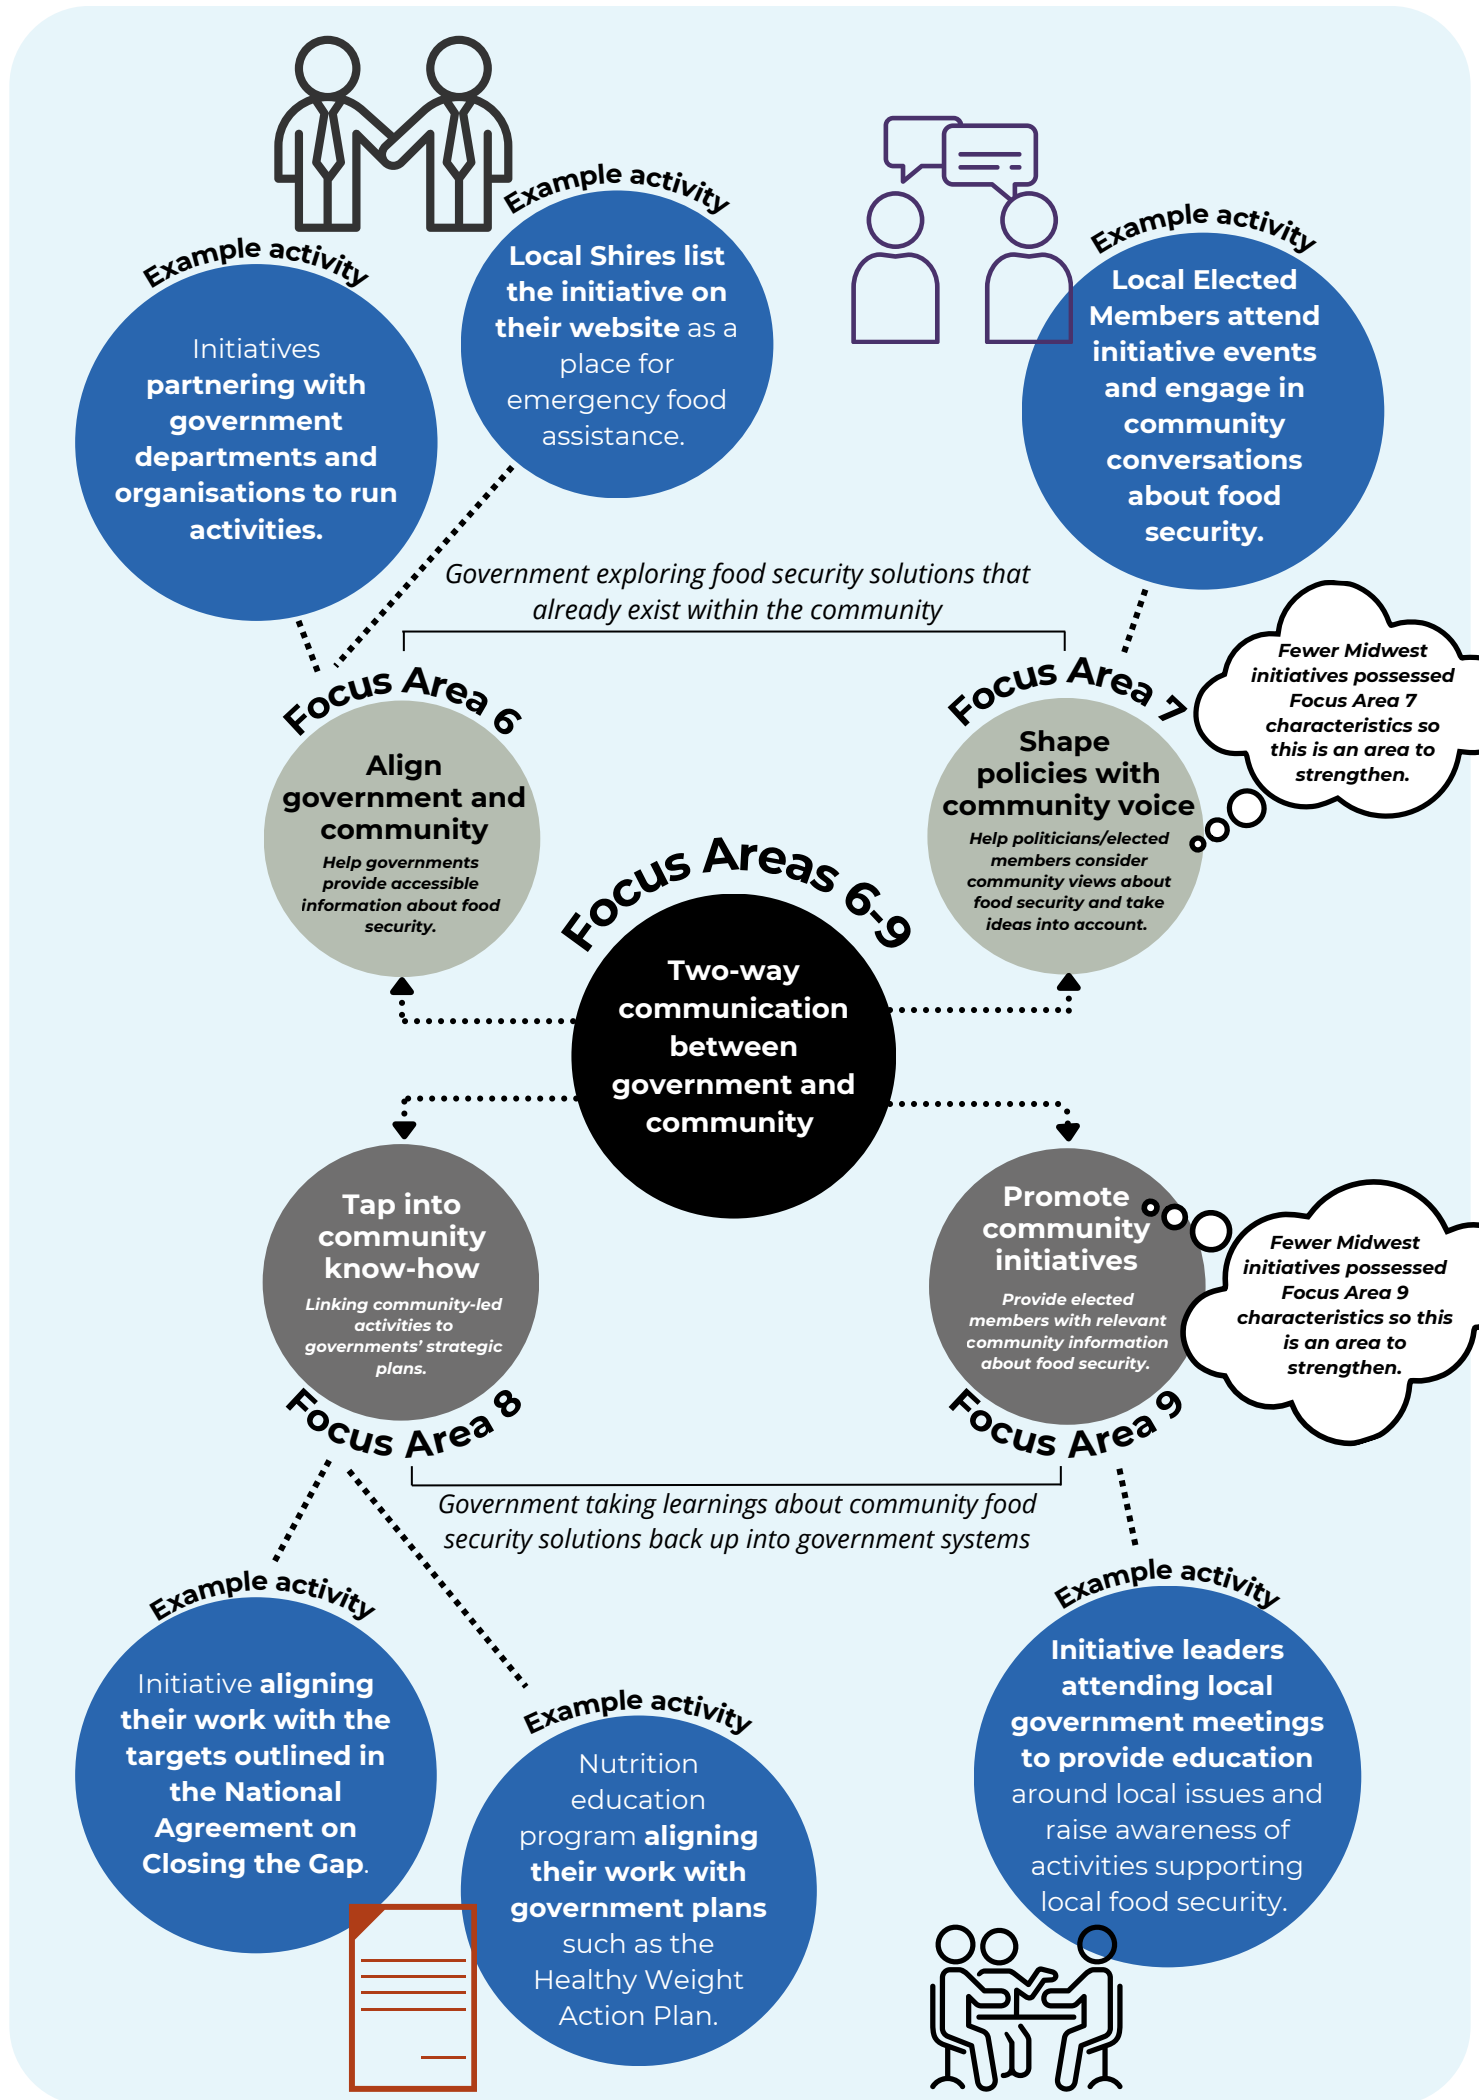 Example activity
Initiatives
partnering with
government
departments and
organisations to run
activities.
Example activity
Local Shires list
the initiative on
their website as a
place for
emergency food
assistance.
Example activity
Local Elected
Members attend
initiative events
and engage in
community
conversations
about food
security.
Government exploring food security solutions that
already exist within the community
Focus Area 6
Align
government and
community
Help governments
provide accessible
information about food
security.
Focus Area 7
Shape
policies with
community voice
Help politicians/elected
members consider
community views about
food security and take
ideas into account.
Fewer Midwest
initiatives possessed
Focus Area 7
characteristics so
this is an area to
strengthen.
Focus Areas 6-9
Two-way
communication
between
government and
community
Tap into
community
know-how
Linking community-led
activities to
governments' strategic
plans.
Focus Area 8
Promote
community
initiatives
Provide elected
members with relevant
community information
about food security.
Focus Area 9
Fewer Midwest
initiatives possessed
Focus Area 9
characteristics so this
is an area to
strengthen.
Government taking learnings about community food
security solutions back up into government systems
Example activity
Initiative aligning
their work with the
targets outlined in
the National
Agreement on
Closing the Gap.
Example activity
Nutrition
education
program aligning
their work with
government plans
such as the
Healthy Weight
Action Plan.
Example activity
Initiative leaders
attending local
government meetings
to provide education
around local issues and
raise awareness of
activities supporting
local food security.